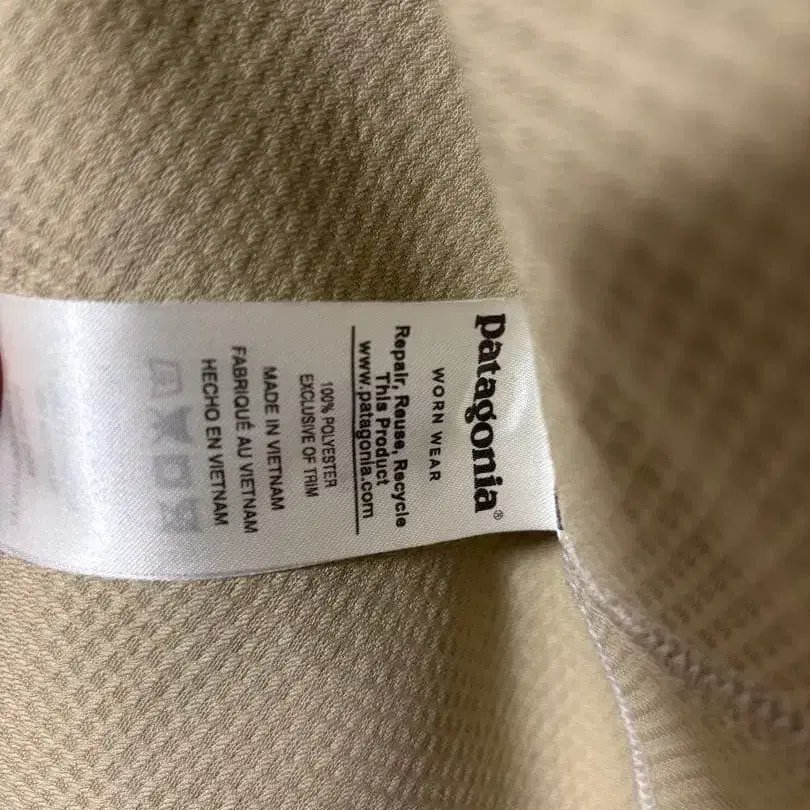 patagonia®
WORN WEAR
Repair, Reuse, Recycle
This Product
www.patagonia.com
100% POLYESTER
EXCLUSIVE OF TRIM
MADE IN VIETNAM
FABRIQUÉ AU VIETNAM
HECHO EN VIETNAM